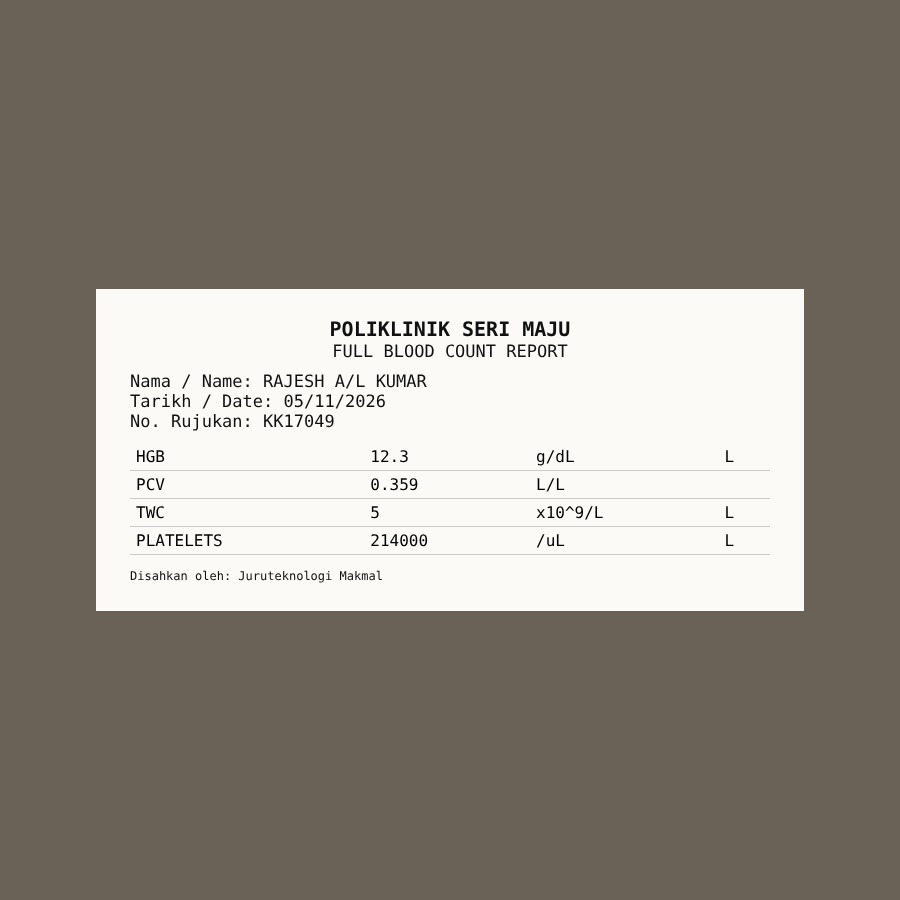 POLIKLINIK SERI MAJU
FULL BLOOD COUNT REPORT
Nama / Name: RAJESH A/L KUMAR
Tarikh / Date: 05/11/2026
No. Rujukan: KK17049
HGB 12.3 g/dL L
PCV 0.359 L/L
TWC 5 x10^9/L L
PLATELETS 214000 /uL L
Disahkan oleh: Juruteknologi Makmal